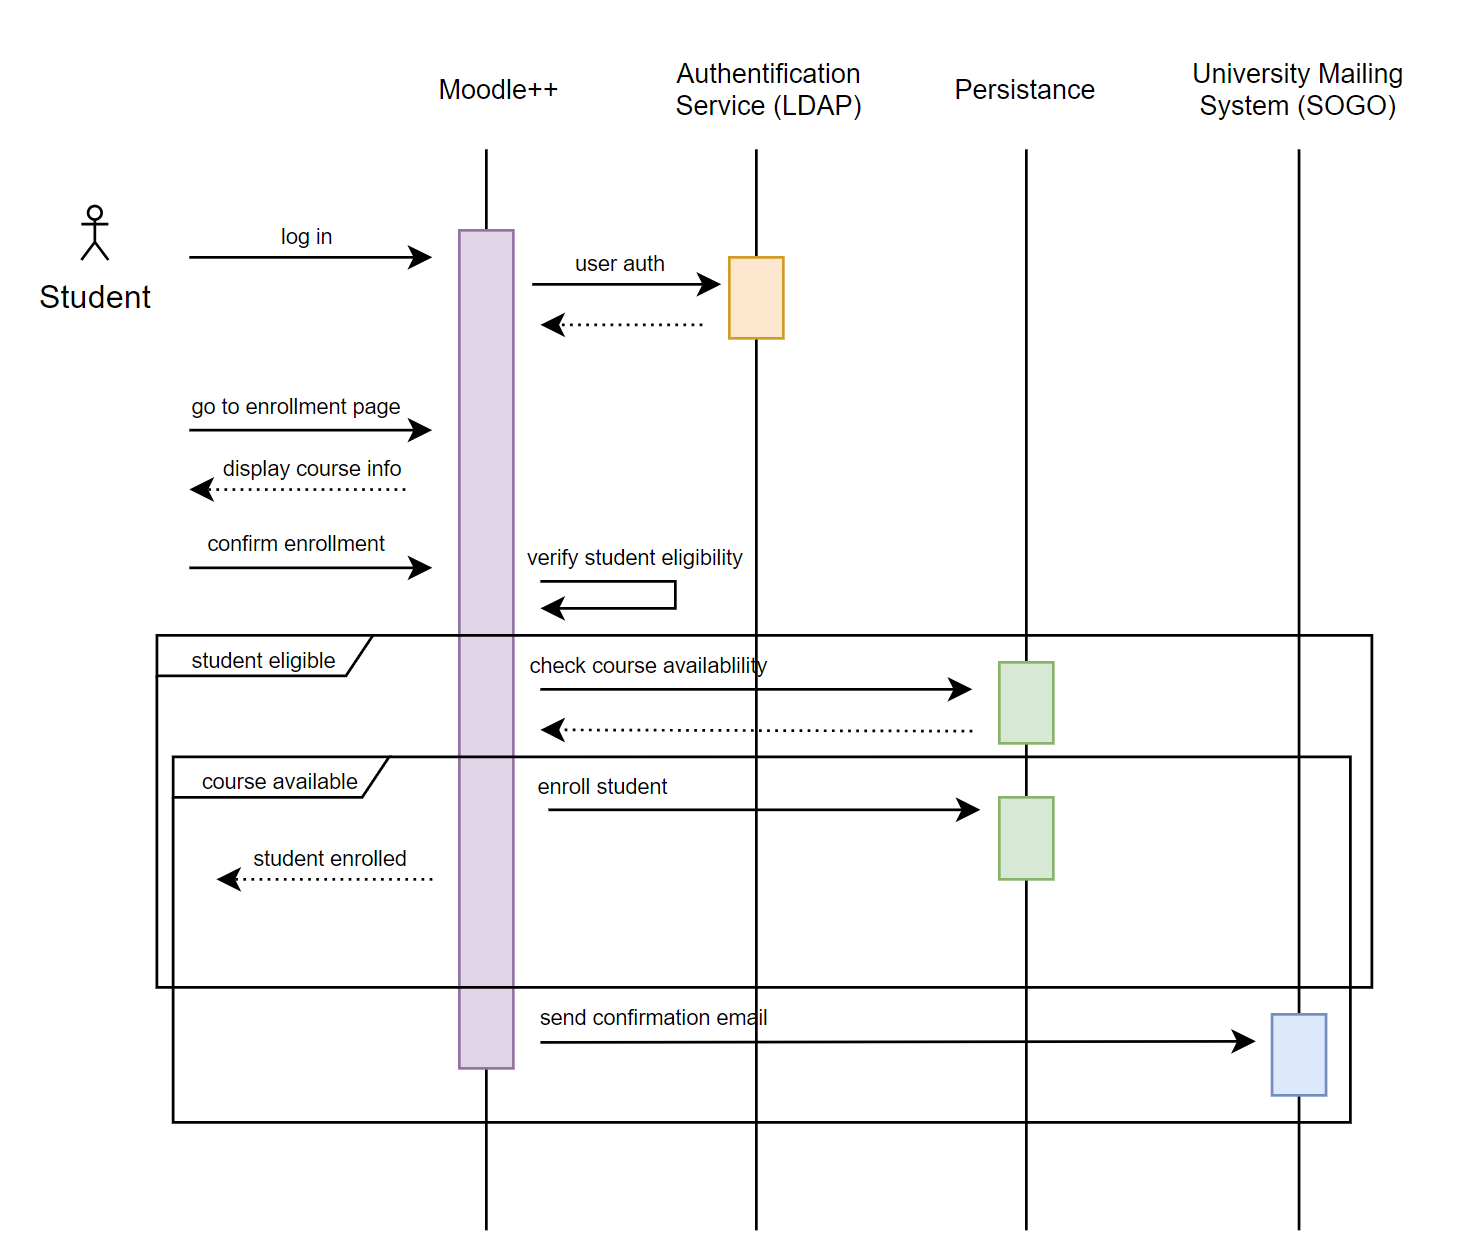 Moodle++
Authentification
Service (LDAP)
Persistance
University Mailing
System (SOGO)
Student
log in
user auth
go to enrollment page
display course info
confirm enrollment
verify student eligibility
student eligible
check course availablility
course available
enroll student
student enrolled
send confirmation email